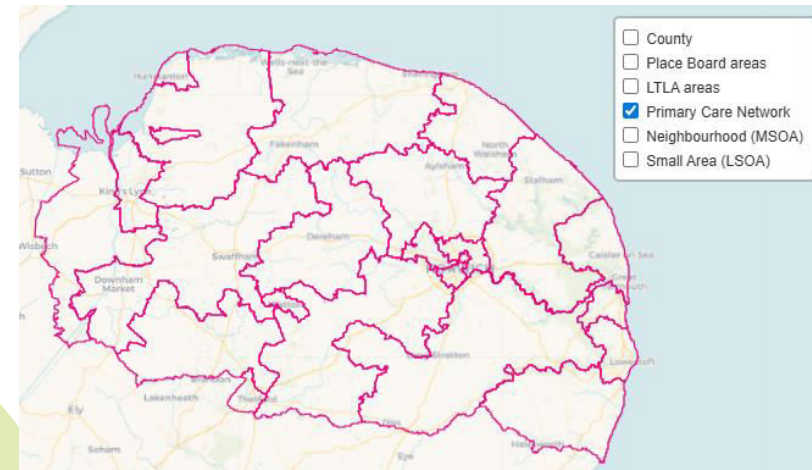 County
Place Board areas
LTLA areas
Primary Care Network
Neighbourhood (MSOA)
Small Area (LSOA)
Wells-next-the-
Sea
Hunstanton
Sheringham
Fakenham
North
Walsham
Aylsham
Stalham
Sutton
King's Lynn
Wisbech
Dereham
Swaffham
Caister-on-Sea
Great
Yarmouth
Downham
Market
Watton
Long Stratton
Lowestoft
Brandon
Lakenheath
Thetford
Diss
Ely
Eye
Halesworth
Soham